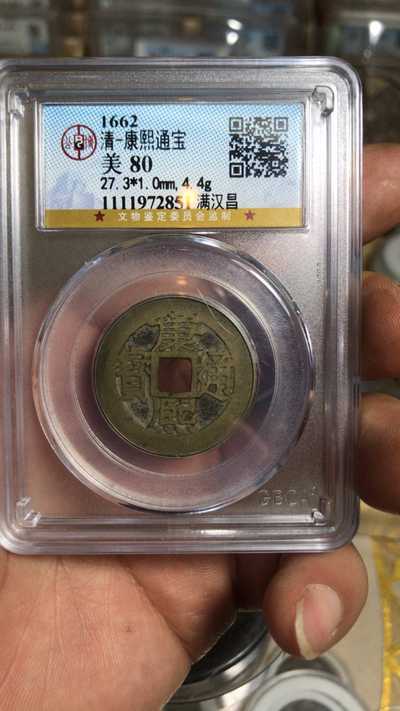 1662
清-康熙通宝
美 80
27.3*1.0mm,4.4g
1111972851 满汉昌
★ 文物鉴定委员会监制 ★
康熙通寶
GBCA